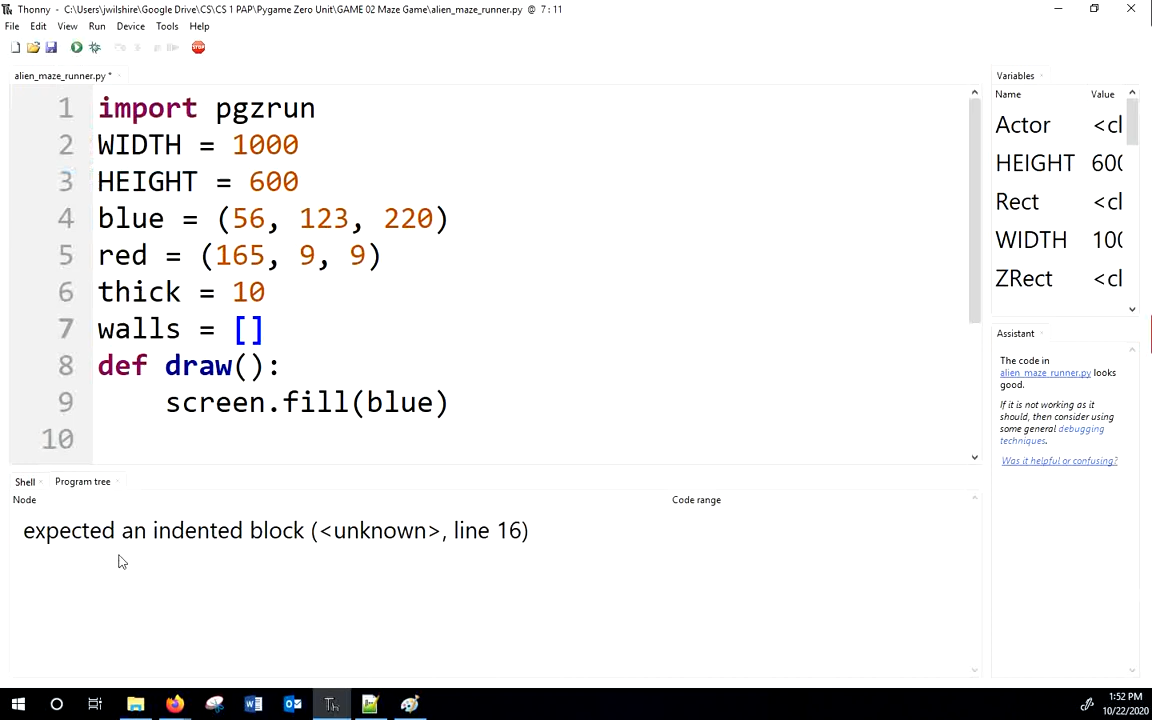 Thonny - C:\Users\jwilshire\Google Drive\CS\CS 1 PAP\Pygame Zero Unit\GAME 02 Maze Game\alien_maze_runner.py @ 7 : 11
File Edit View Run Device Tools Help
alien_maze_runner.py *
1 import pgzrun
2 WIDTH = 1000
3 HEIGHT = 600
4 blue = (56, 123, 220)
5 red = (165, 9, 9)
6 thick = 10
7 walls = []
8 def draw():
9 screen.fill(blue)
10
Shell
Program tree
Node
Code range
expected an indented block (<unknown>, line 16)
Variables
Name Value
Actor <cl
HEIGHT 600
Rect <cl
WIDTH 100
ZRect <cl
Assistant
The code in
alien_maze_runner.py looks
good.
If it is not working as it
should, then consider using
some general debugging
techniques.
Was it helpful or confusing?
1:52 PM
10/22/2020